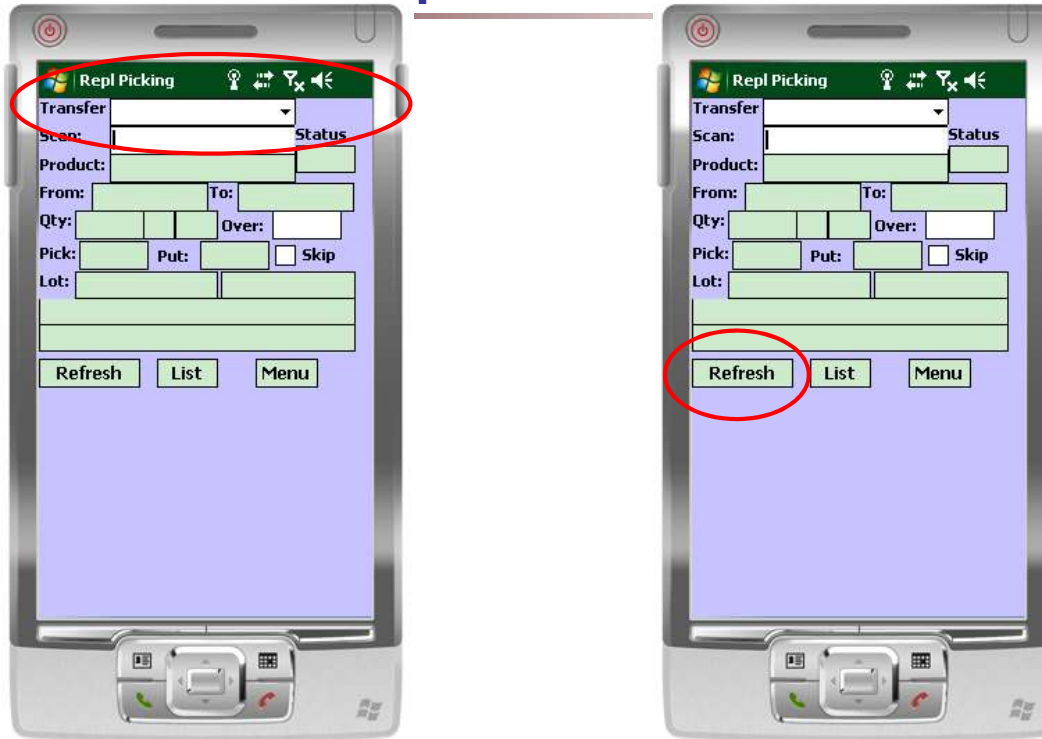 Repl Picking
Transfer
Scan: Status
Product:
From: To:
Qty: Over:
Pick: Put: Skip
Lot:
Refresh List Menu
Repl Picking
Transfer
Scan: Status
Product:
From: To:
Qty: Over:
Pick: Put: Skip
Lot:
Refresh List Menu